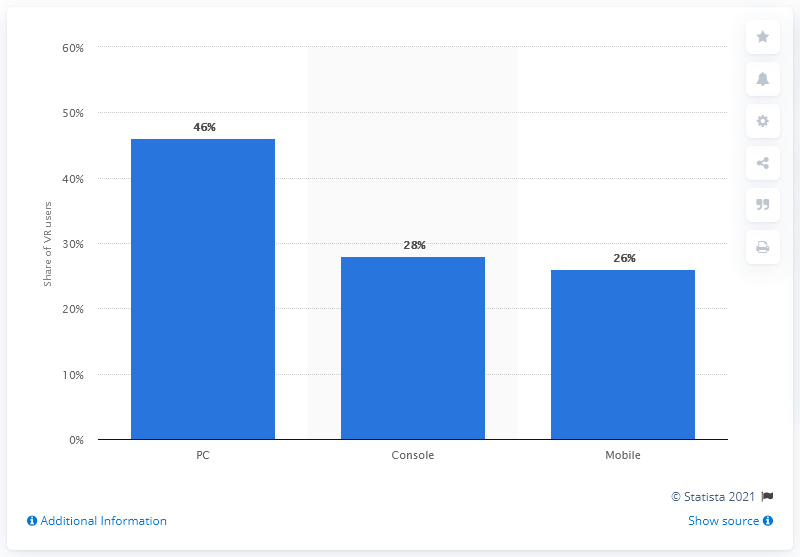 60%
50%
40%
30%
20%
10%
0%
Share of VR users
46%
28%
26%
PC
Console
Mobile
© Statista 2021
Additional Information
Show source